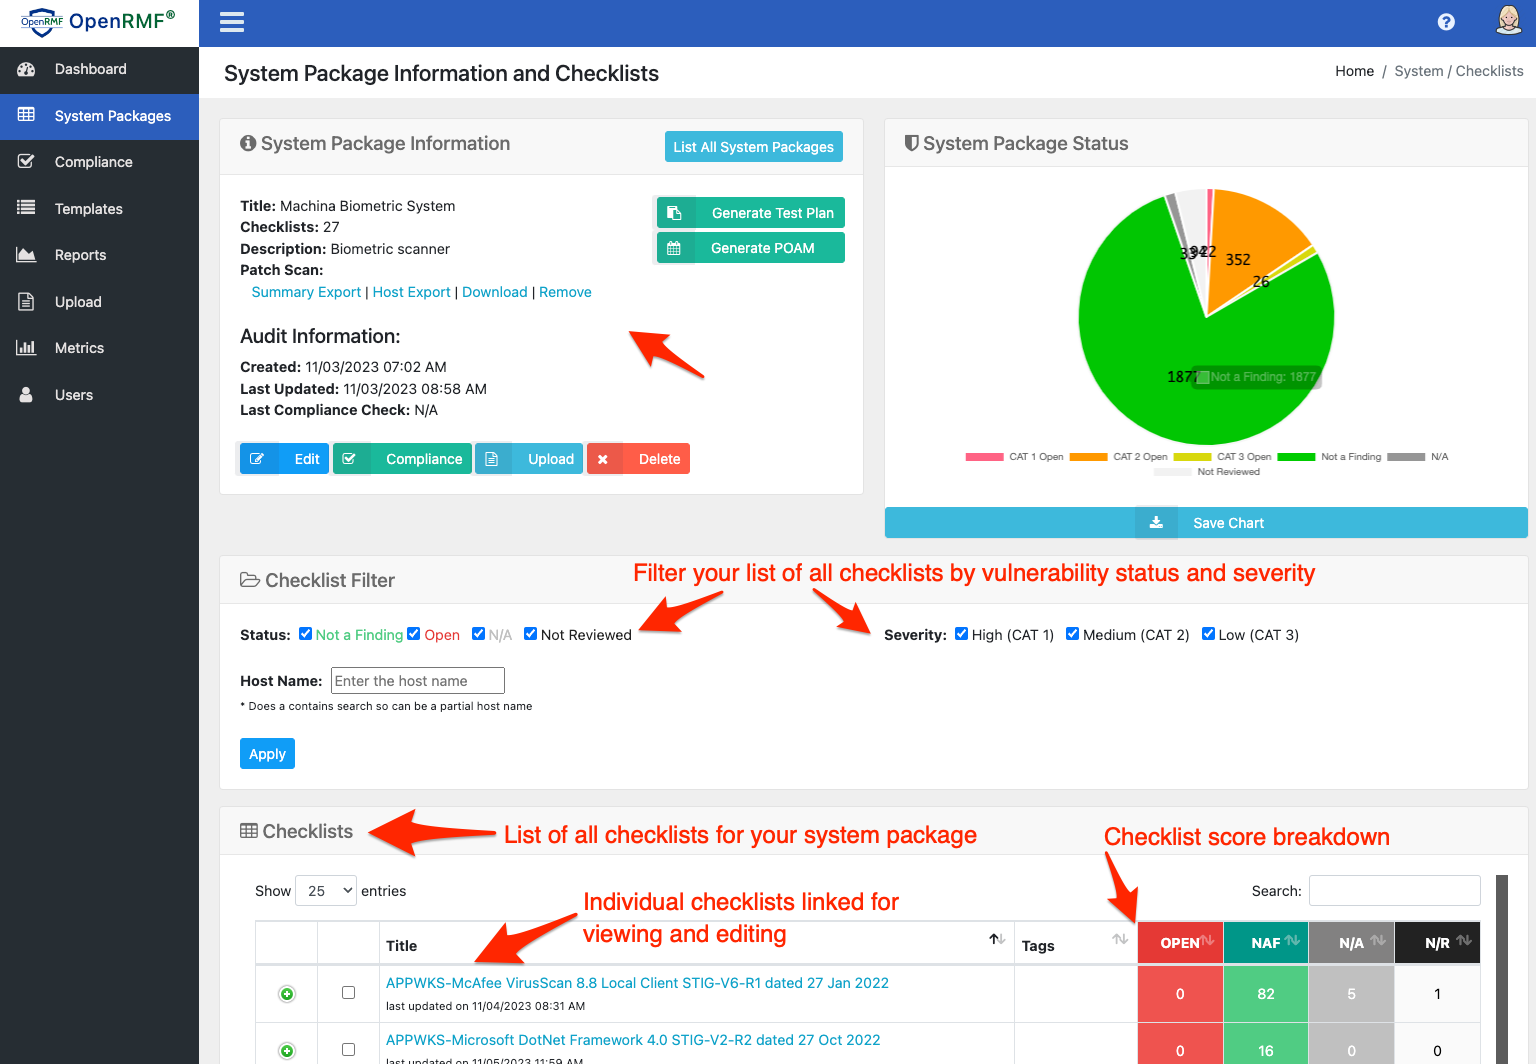 OpenRMF OpenRMF®
Dashboard
System Packages
Compliance
Templates
Reports
Upload
Metrics
Users
System Package Information and Checklists
Home / System / Checklists
System Package Information
List All System Packages
Title: Machina Biometric System
Checklists: 27
Description: Biometric scanner
Patch Scan:
Summary Export | Host Export | Download | Remove
Generate Test Plan
Generate POAM
Audit Information:
Created: 11/03/2023 07:02 AM
Last Updated: 11/03/2023 08:58 AM
Last Compliance Check: N/A
Edit
Compliance
Upload
Delete
System Package Status
22
352
26
1877
Not a Finding: 1877
CAT 1 Open
CAT 2 Open
CAT 3 Open
Not a Finding
N/A
Not Reviewed
Save Chart
Checklist Filter
Filter your list of all checklists by vulnerability status and severity
Status: Not a Finding Open N/A Not Reviewed
Severity: High (CAT 1) Medium (CAT 2) Low (CAT 3)
Host Name: Enter the host name
* Does a contains search so can be a partial host name
Apply
Checklists
List of all checklists for your system package
Checklist score breakdown
Show 25 entries
Search:
Individual checklists linked for
viewing and editing
Title
Tags
OPEN
NAF
N/A
N/R
APPWKS-McAfee VirusScan 8.8 Local Client STIG-V6-R1 dated 27 Jan 2022
last updated on 11/04/2023 08:31 AM
0
82
5
1
APPWKS-Microsoft DotNet Framework 4.0 STIG-V2-R2 dated 27 Oct 2022
last updated on 11/05/2023 11:59 AM
0
16
0
0